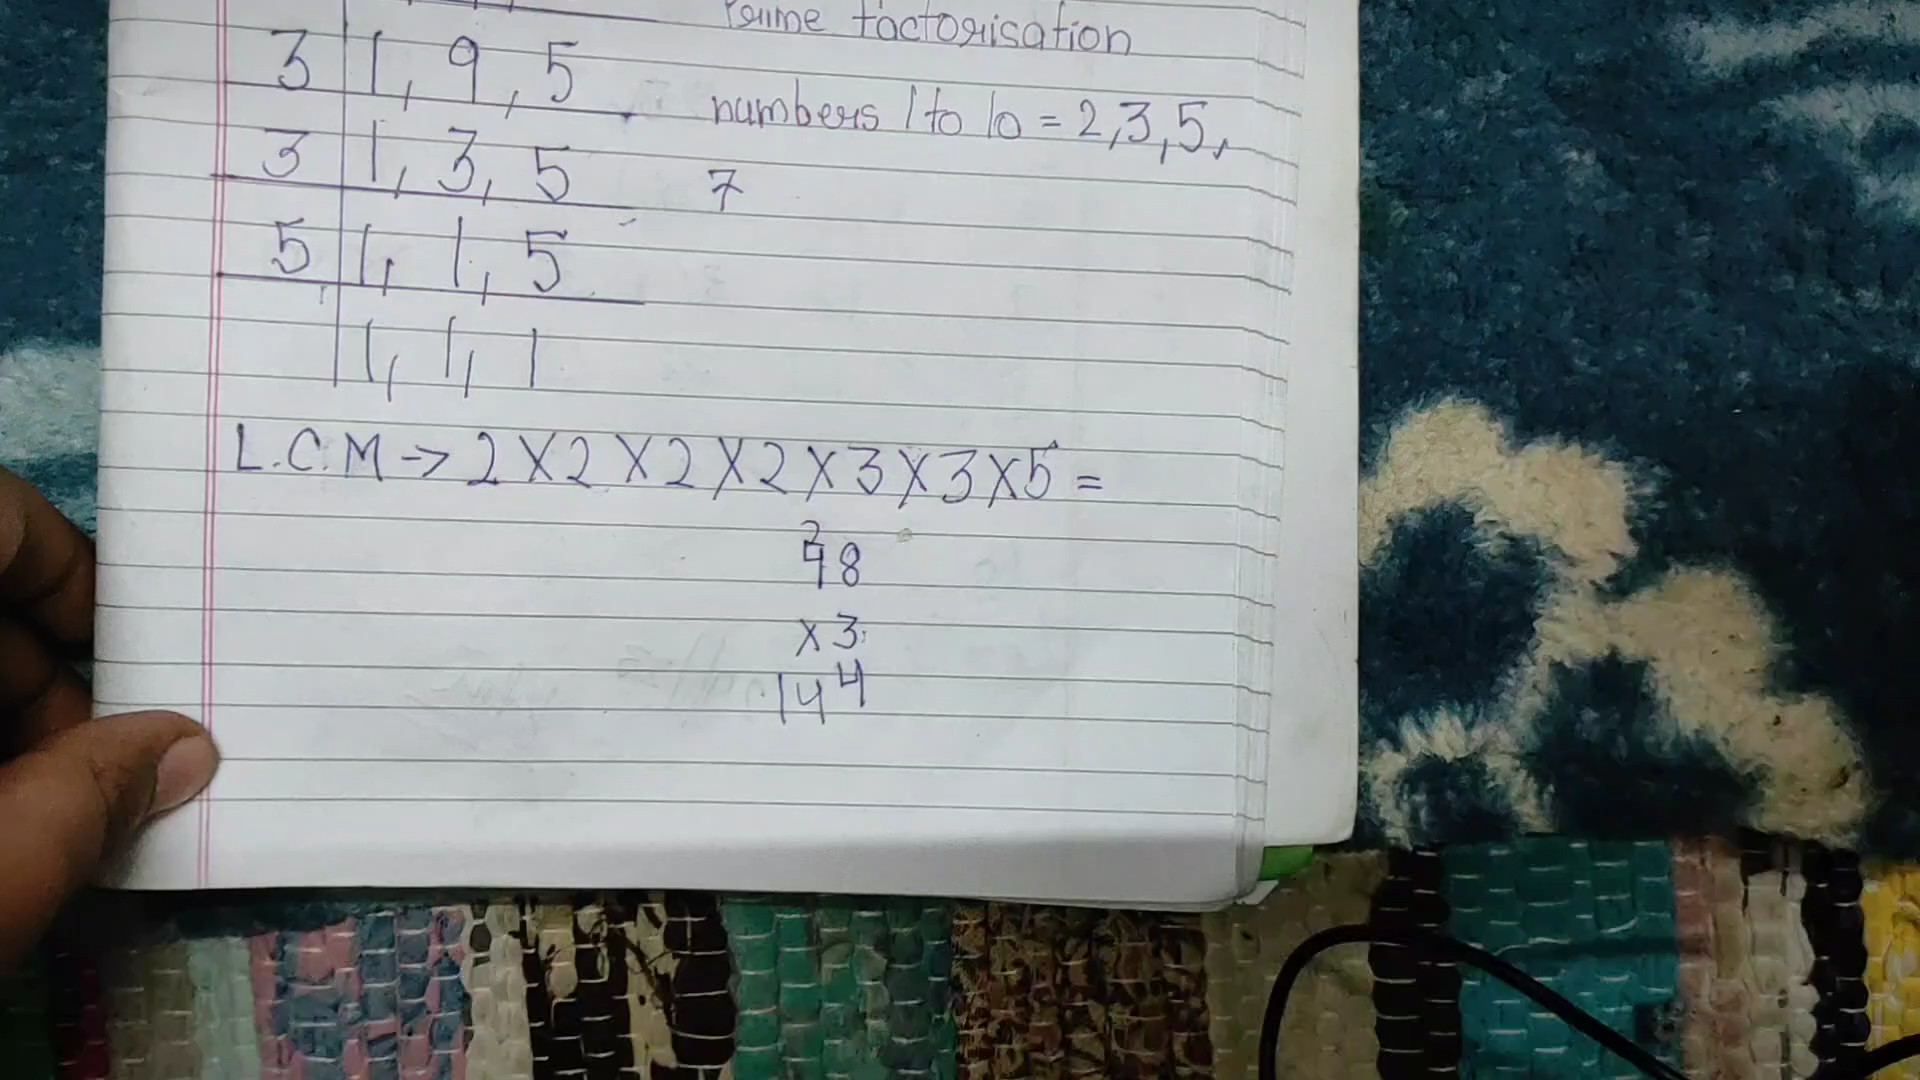 Prime factorisation
3 | 1, 9, 5
numbers 1 to 10 = 2,3,5,
3 | 1, 3, 5
7
5 | 1, 1, 5
1, 1, 1
L.C.M → 2 X 2 X 2 X 2 X 3 X 3 X 5 =
2
48
x 3
144